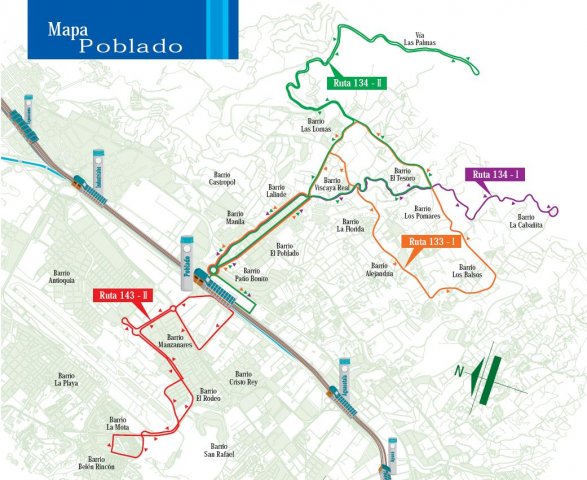 Mapa
Poblado
Vía
Las Palmas
Ruta 134 - II
Barrio
Las Lomas
Barrio
Castropol
Barrio
Lalinde
Barrio
Viscaya Real
Barrio
El Tesoro
Ruta 134 - I
Barrio
Manila
Barrio
Los Pomares
Barrio
La Cabañita
Barrio
La Florida
Ruta 133 - I
Barrio
El Poblado
Barrio
Alejandria
Barrio
Los Balsos
Industriales
Poblado
Barrio
Patio Bonito
Barrio
Antioquia
Ruta 143 - II
Barrio
Manzanares
N
Aguacatala
Barrio
La Playa
Barrio
Cristo Rey
Barrio
El Rodeo
Barrio
La Mota
Barrio
San Rafael
Barrio
Belén Rincón